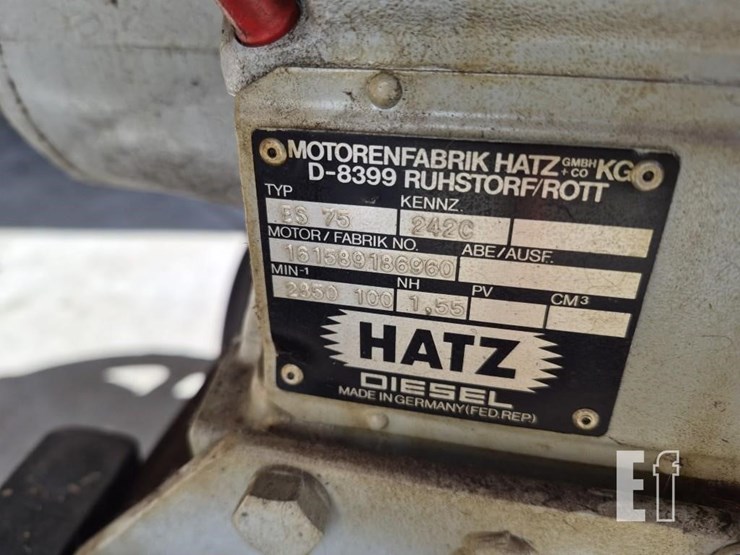 MOTORENFABRIK HATZ GMBH + CO KG
D-8399 RUHSTORF/ROTT
TYP KENNZ.
ES 75 242C
MOTOR/FABRIK NO. ABE/AUSF.
161589186960
MIN-1 NH PV CM3
2350 100 1,55
HATZ
DIESEL
MADE IN GERMANY (FED.REP.)
Ef